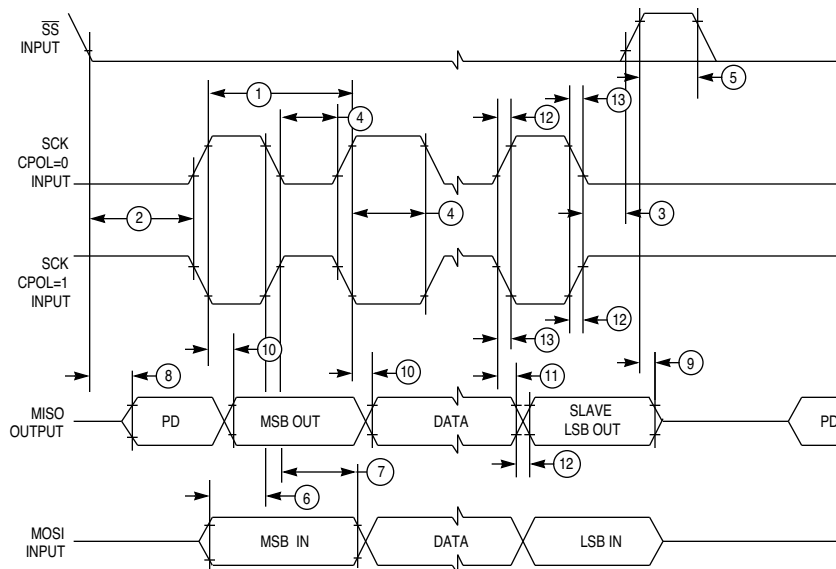 SS
INPUT
5
1
13
4
12
SCK
CPOL=0
INPUT
2
4
3
SCK
CPOL=1
INPUT
12
13
10
9
8
10
11
MISO
OUTPUT
PD
MSB OUT
DATA
SLAVE
LSB OUT
PD
7
12
6
MOSI
INPUT
MSB IN
DATA
LSB IN